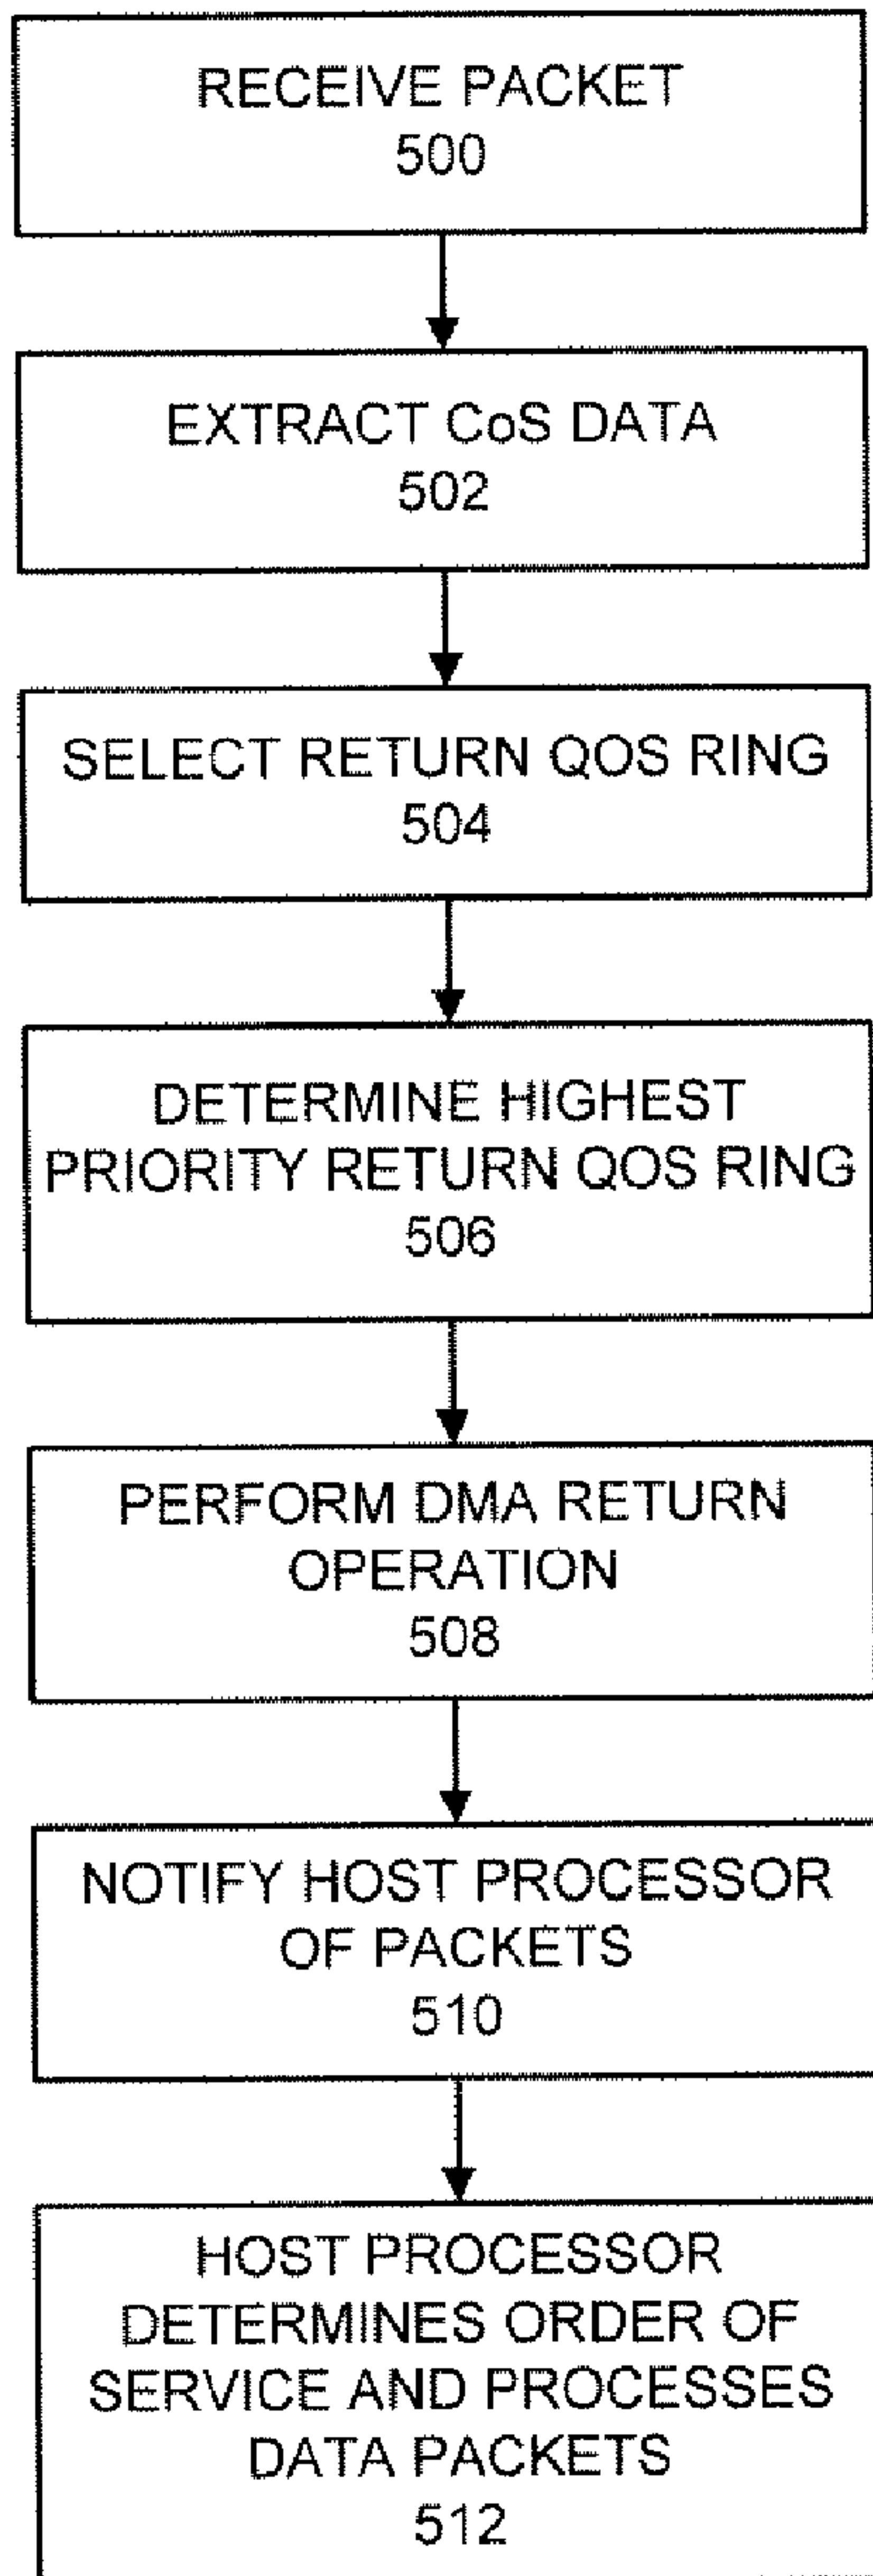 RECEIVE PACKET
500
EXTRACT CoS DATA
502
SELECT RETURN QOS RING
504
DETERMINE HIGHEST
PRIORITY RETURN QOS RING
506
PERFORM DMA RETURN
OPERATION
508
NOTIFY HOST PROCESSOR
OF PACKETS
510
HOST PROCESSOR
DETERMINES ORDER OF
SERVICE AND PROCESSES
DATA PACKETS
512